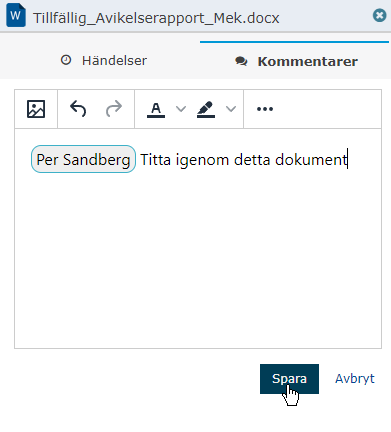 W Tillfällig_Avikelserapport_Mek.docx
Händelser Kommentarer
A
Per Sandberg Titta igenom detta dokument
Spara Avbryt